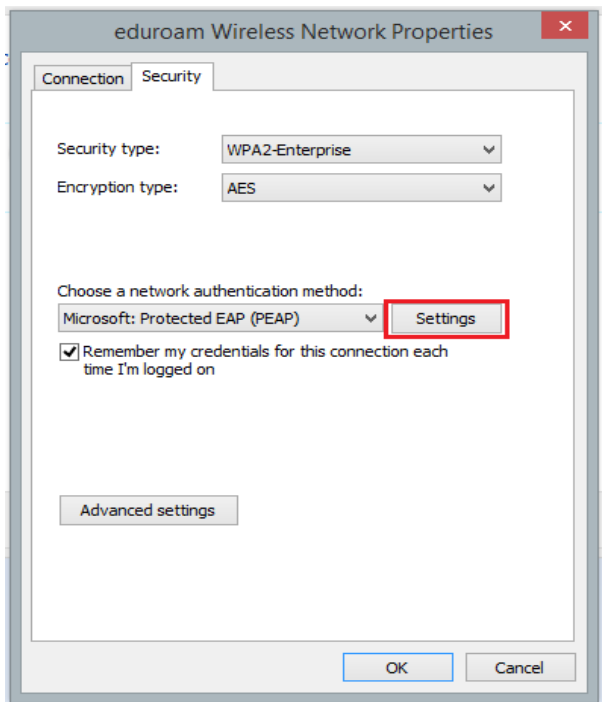 eduroam Wireless Network Properties
Connection Security
Security type: WPA2-Enterprise
Encryption type: AES
Choose a network authentication method:
Microsoft: Protected EAP (PEAP) Settings
Remember my credentials for this connection each
time I'm logged on
Advanced settings
OK Cancel